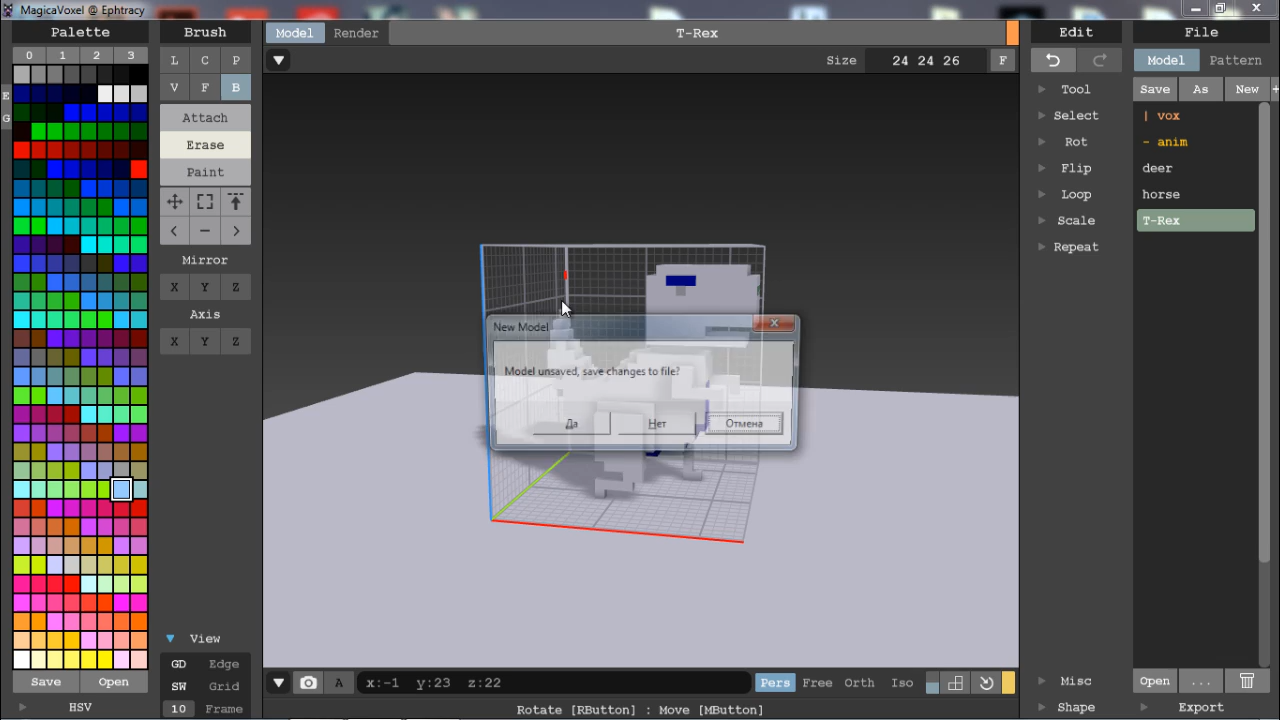 MagicaVoxel @ Ephtracy
Palette
0 1 2 3
E
G
Save Open
HSV
Brush
L C P
V F B
Attach
Erase
Paint
< – >
Mirror
X Y Z
Axis
X Y Z
View
GD Edge
SW Grid
10 Frame
Model Render T-Rex
Size 24 24 26 F
New Model
Model unsaved, save changes to file?
Да Нет Отмена
A x:-1 y:23 z:22 Pers Free Orth Iso
Rotate [RButton] : Move [MButton]
Edit
Tool
Select
Rot
Flip
Loop
Scale
Repeat
Misc
Shape
File
Model Pattern
Save As New +
| vox
- anim
deer
horse
T-Rex
Open ...
Export